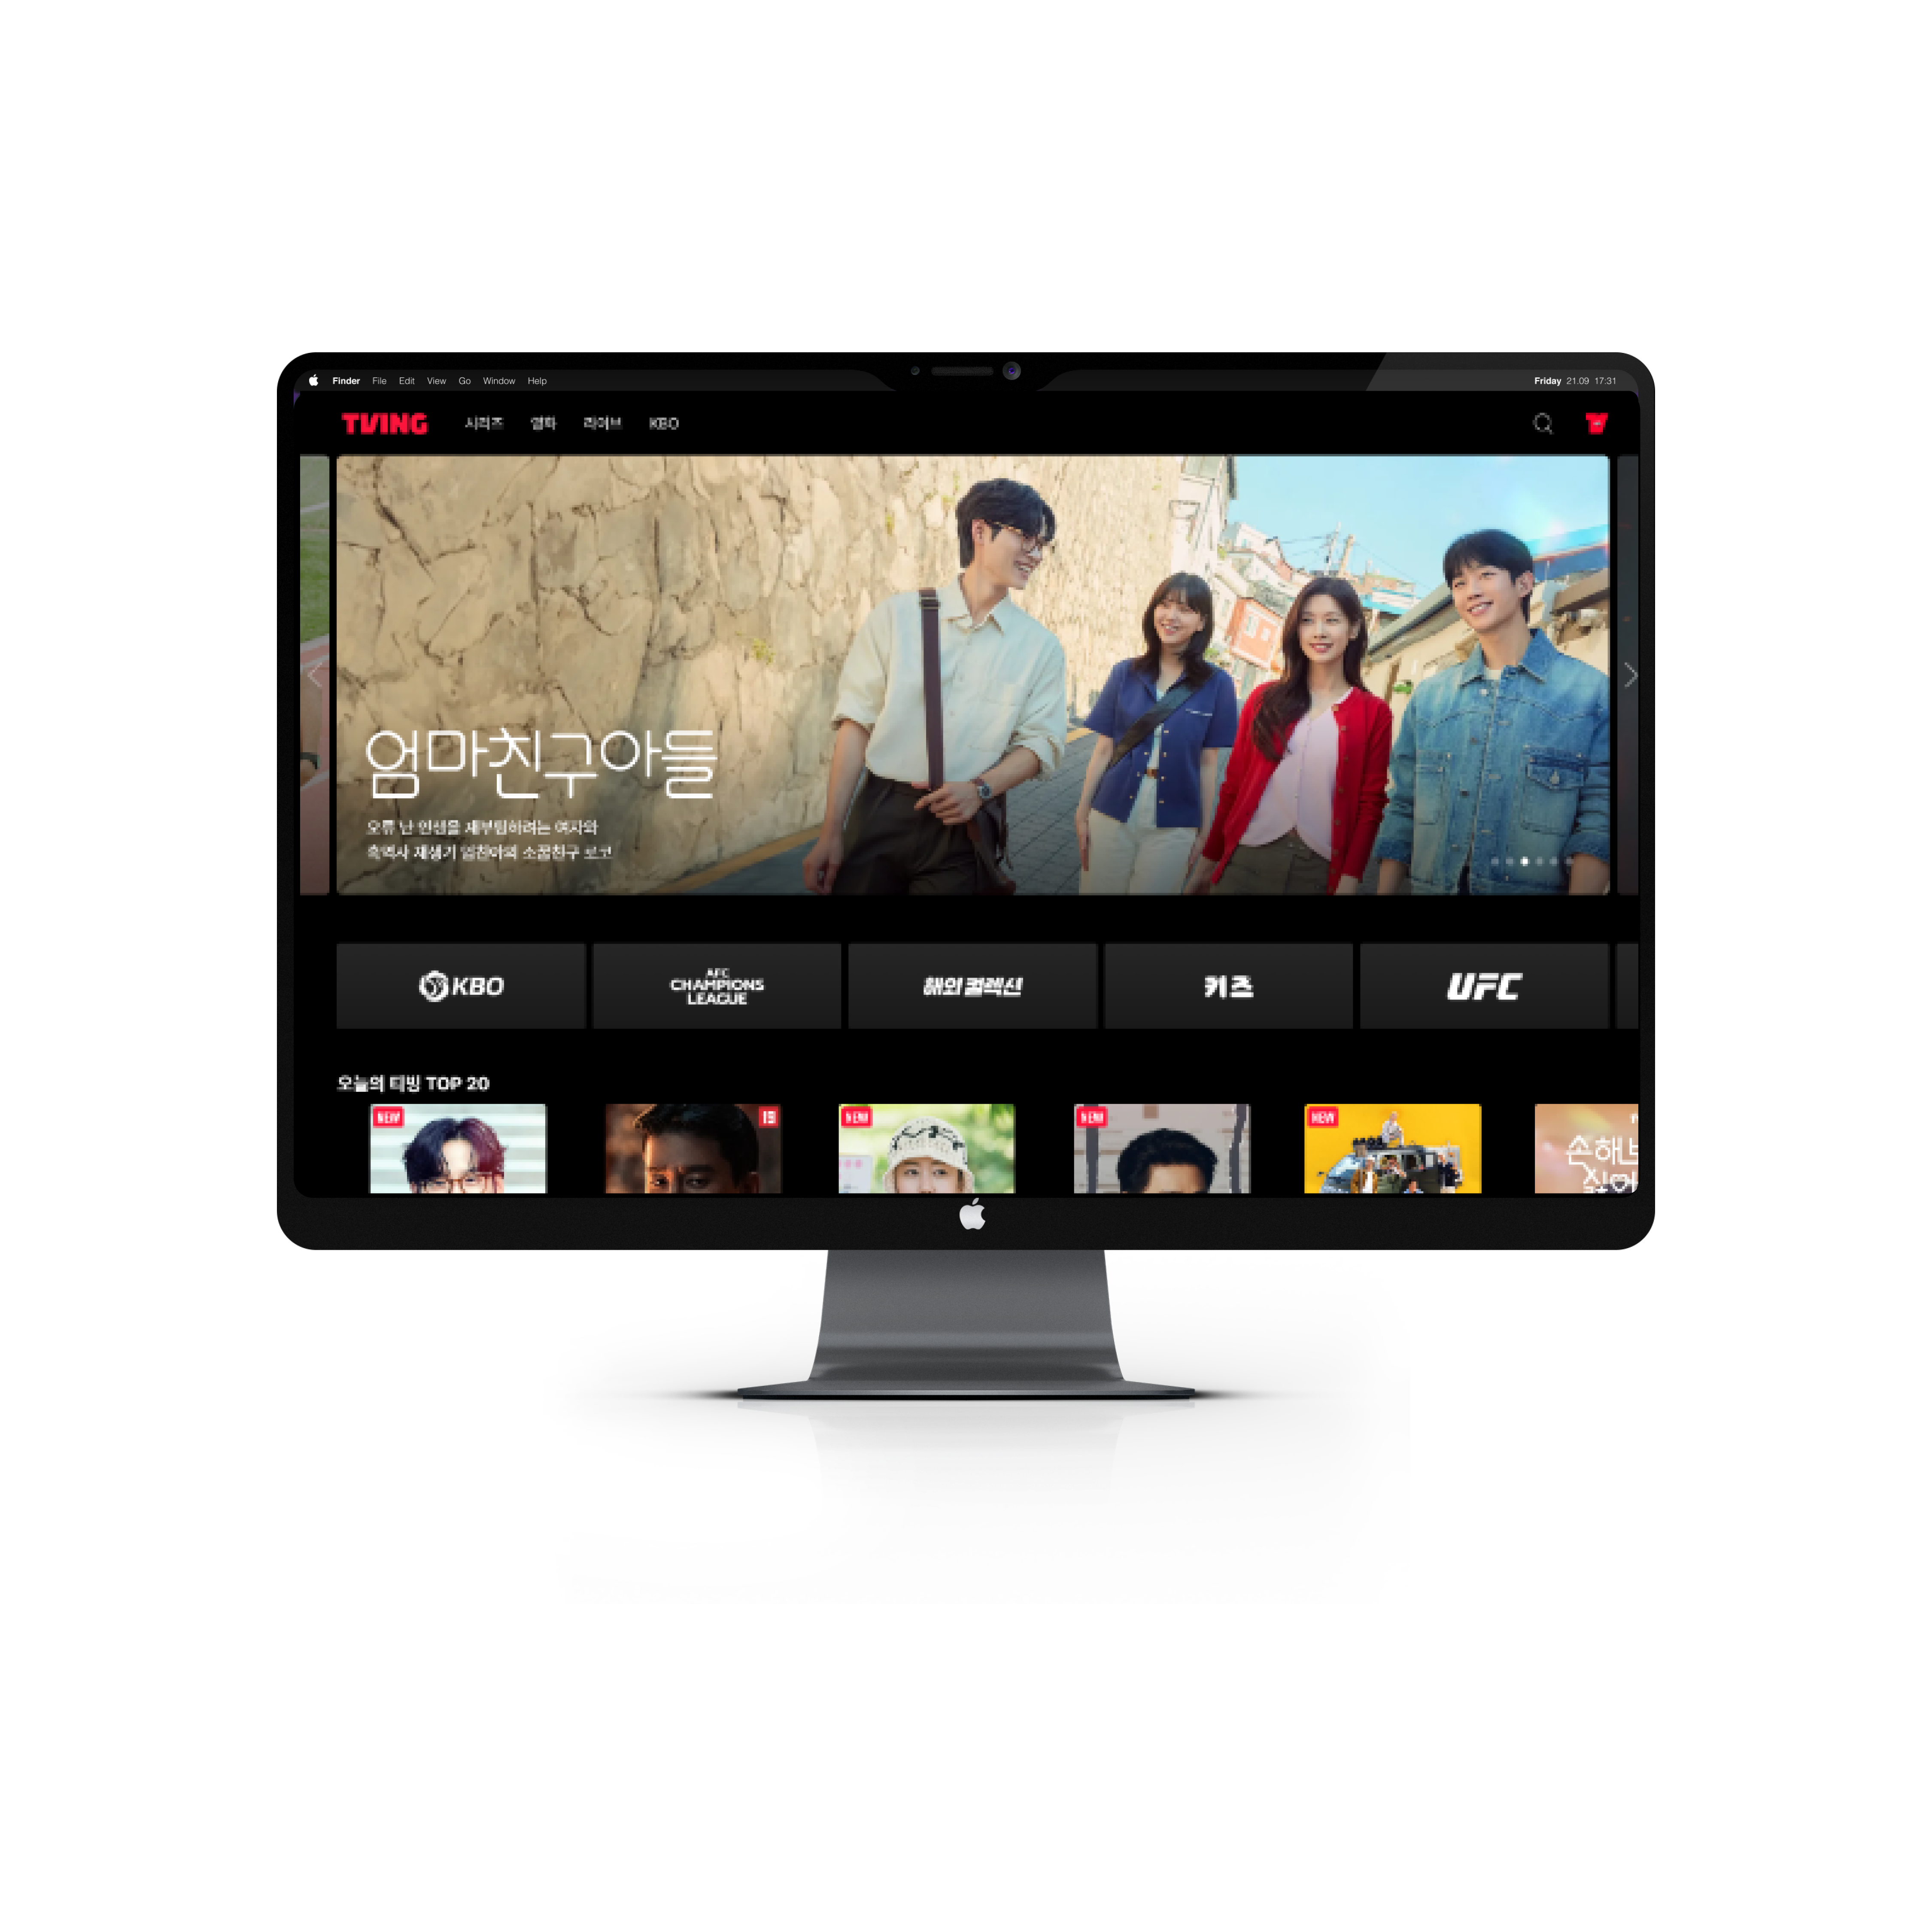 Finder File Edit View Go Window Help
Friday 21.09 17:31
TVING 시리즈 영화 라이브 KBO
엄마친구아들
오류 난 인생을 재부팅하려는 여자와
흑역사 재생기 엄친아의 소꿉친구 로코
KBO
AFC
CHAMPIONS
LEAGUE
해외 컬렉션
키즈
UFC
오늘의 티빙 TOP 20
NEW
19
NEW
NEW
NEW
손해